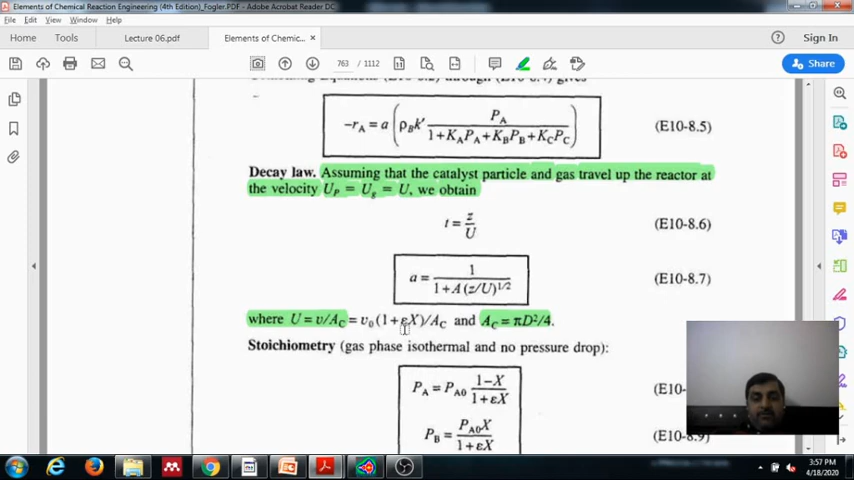 Elements of Chemical Reaction Engineering (4th Edition)_Fogler.PDF - Adobe Acrobat Reader DC
File Edit View Window Help
Home Tools Lecture 06.pdf Elements of Chemic... × Sign In
763 / 1112 Share
gives
-r_A = a (ρ_B k' P_A / 1+K_A P_A+K_B P_B+K_C P_C) (E10-8.5)
Decay law. Assuming that the catalyst particle and gas travel up the reactor at
the velocity U_P = U_g = U, we obtain
t = z/U (E10-8.6)
a = 1 / 1+A(z/U)^1/2 (E10-8.7)
where U = υ/A_C = υ_0 (1+εX)/A_C and A_C = πD²/4.
Stoichiometry (gas phase isothermal and no pressure drop):
P_A = P_A0 1-X / 1+εX (E10-
P_B = P_A0 X / 1+εX (E10-8.9)
3:57 PM
4/18/2020